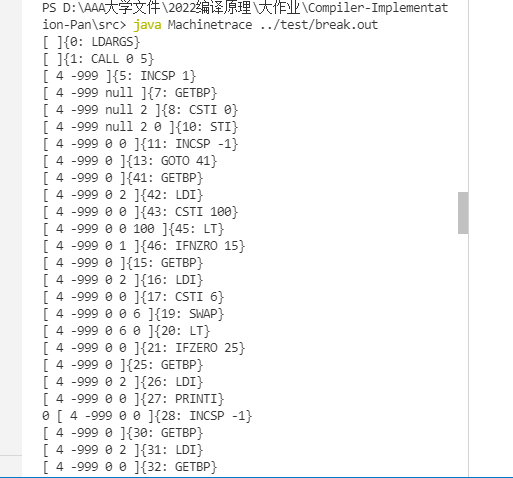 PS D:\AAA大学文件\2022编译原理\大作业\Compiler-Implementat
ion-Pan\src> java Machinetrace ../test/break.out
[ ]{0: LDARGS}
[ ]{1: CALL 0 5}
[ 4 -999 ]{5: INCSP 1}
[ 4 -999 null ]{7: GETBP}
[ 4 -999 null 2 ]{8: CSTI 0}
[ 4 -999 null 2 0 ]{10: STI}
[ 4 -999 0 0 ]{11: INCSP -1}
[ 4 -999 0 ]{13: GOTO 41}
[ 4 -999 0 ]{41: GETBP}
[ 4 -999 0 2 ]{42: LDI}
[ 4 -999 0 0 ]{43: CSTI 100}
[ 4 -999 0 0 100 ]{45: LT}
[ 4 -999 0 1 ]{46: IFNZRO 15}
[ 4 -999 0 ]{15: GETBP}
[ 4 -999 0 2 ]{16: LDI}
[ 4 -999 0 0 ]{17: CSTI 6}
[ 4 -999 0 0 6 ]{19: SWAP}
[ 4 -999 0 6 0 ]{20: LT}
[ 4 -999 0 0 ]{21: IFZERO 25}
[ 4 -999 0 ]{25: GETBP}
[ 4 -999 0 2 ]{26: LDI}
[ 4 -999 0 0 ]{27: PRINTI}
0 [ 4 -999 0 0 ]{28: INCSP -1}
[ 4 -999 0 ]{30: GETBP}
[ 4 -999 0 2 ]{31: LDI}
[ 4 -999 0 0 ]{32: GETBP}